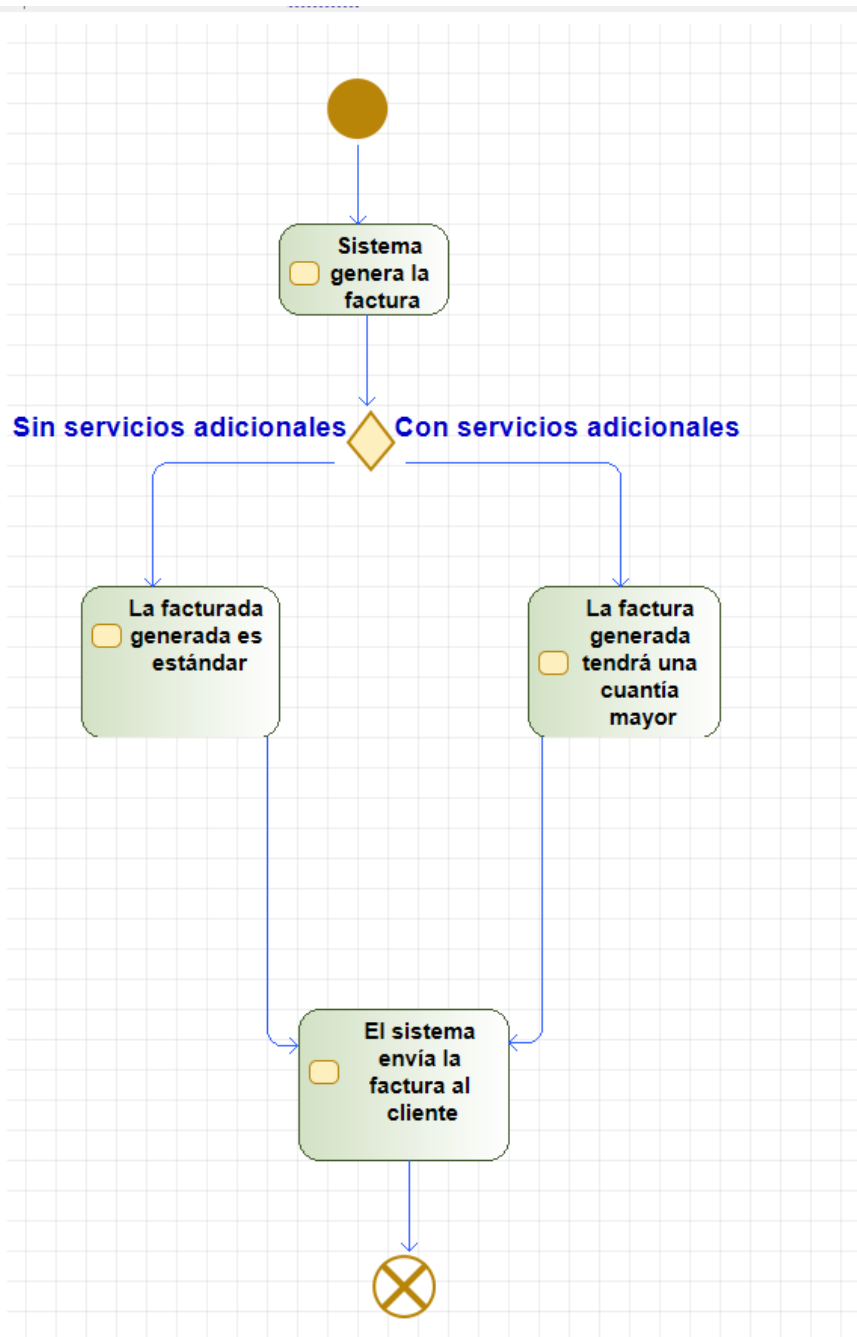 Sistema
genera la
factura
Sin servicios adicionales
Con servicios adicionales
La facturada
generada es
estándar
La factura
generada
tendrá una
cuantía
mayor
El sistema
envía la
factura al
cliente